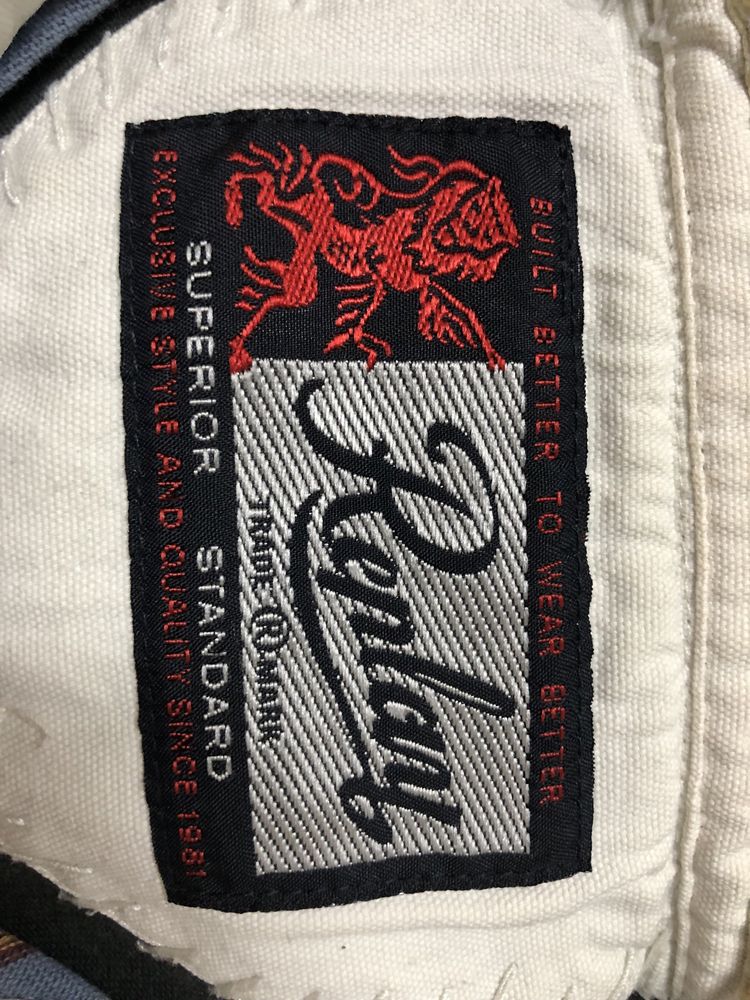 BUILT BETTER TO WEAR BETTER
Replay
TRADE ® MARK
SUPERIOR STANDARD
EXCLUSIVE STYLE AND QUALITY SINCE 1981